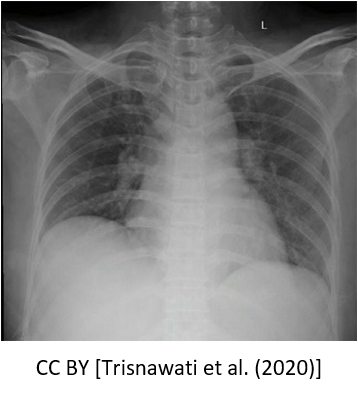 L
CC BY [Trisnawati et al. (2020)]